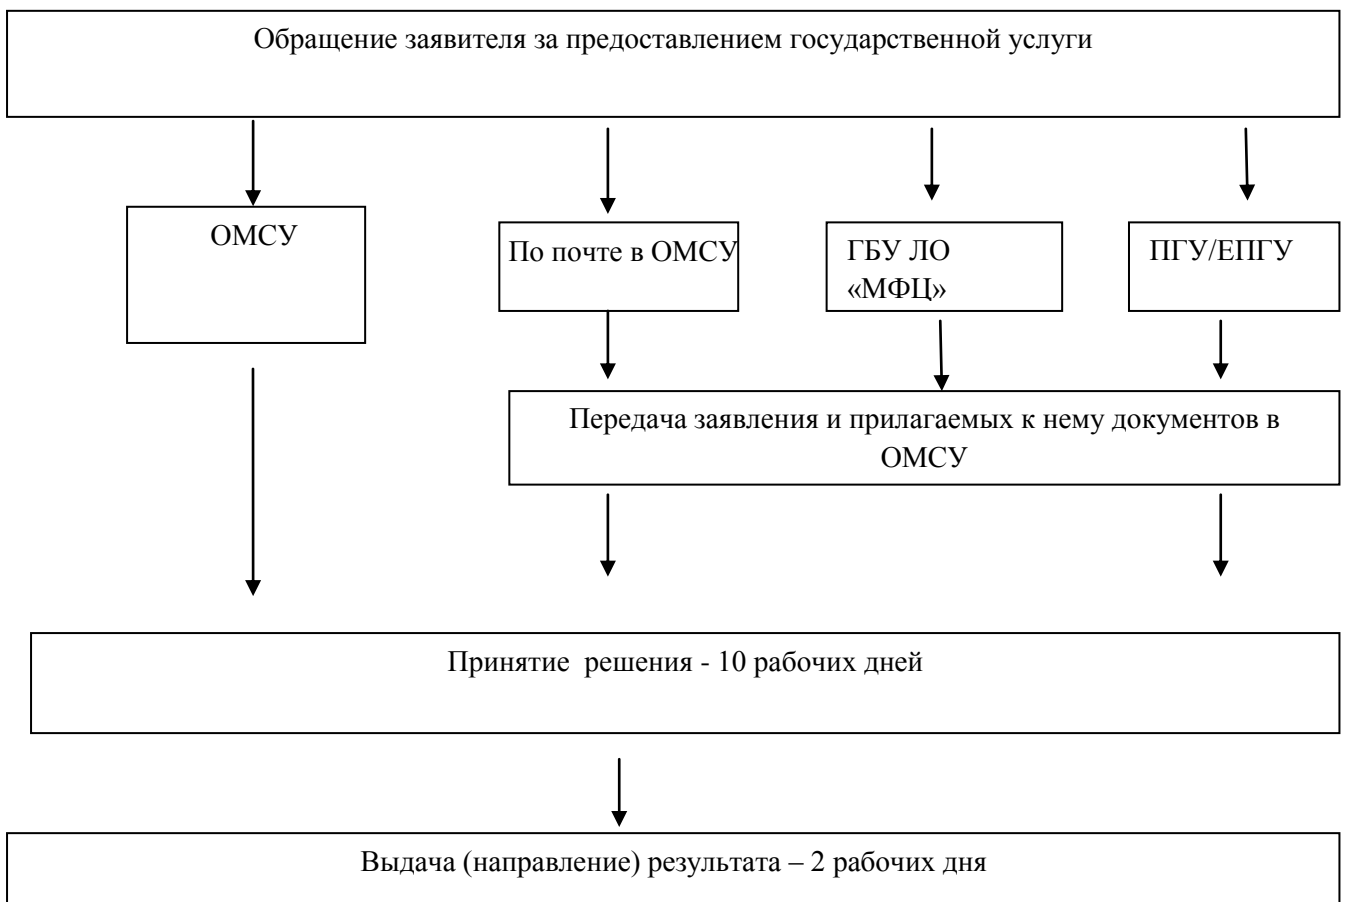 Обращение заявителя за предоставлением государственной услуги
ОМСУ
По почте в ОМСУ
ГБУ ЛО
«МФЦ»
ПГУ/ЕПГУ
Передача заявления и прилагаемых к нему документов в
ОМСУ
Принятие решения - 10 рабочих дней
Выдача (направление) результата – 2 рабочих дня